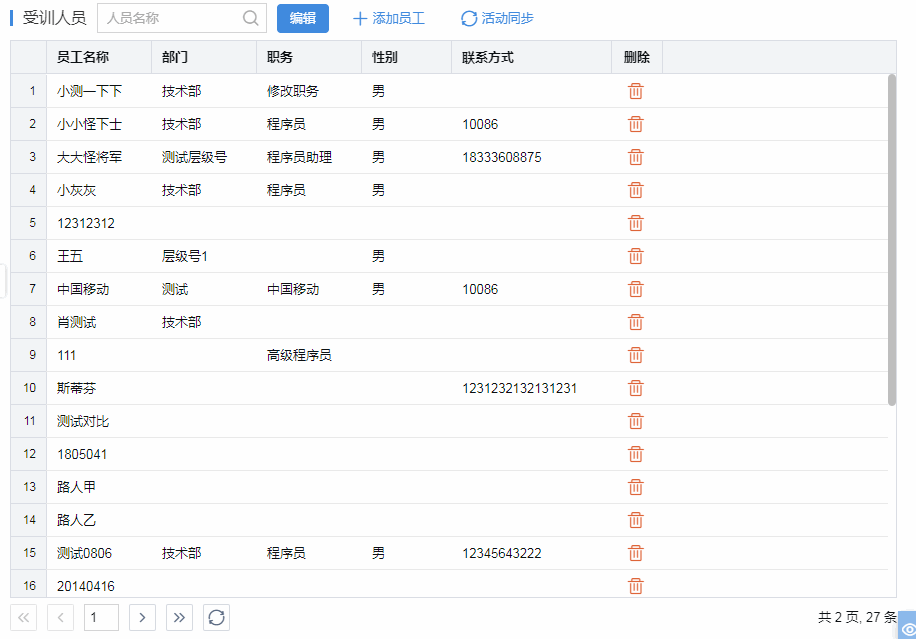 受训人员 人员名称 编辑 添加员工 活动同步
员工名称 部门 职务 性别 联系方式 删除
1 小测一下下 技术部 修改职务 男
2 小小怪下士 技术部 程序员 男 10086
3 大大怪将军 测试层级号 程序员助理 男 18333608875
4 小灰灰 技术部 程序员 男
5 12312312
6 王五 层级号1 男
7 中国移动 测试 中国移动 男 10086
8 肖测试 技术部
9 111 高级程序员
10 斯蒂芬 1231232132131231
11 测试对比
12 1805041
13 路人甲
14 路人乙
15 测试0806 技术部 程序员 男 12345643222
16 20140416
1 共 2 页, 27 条